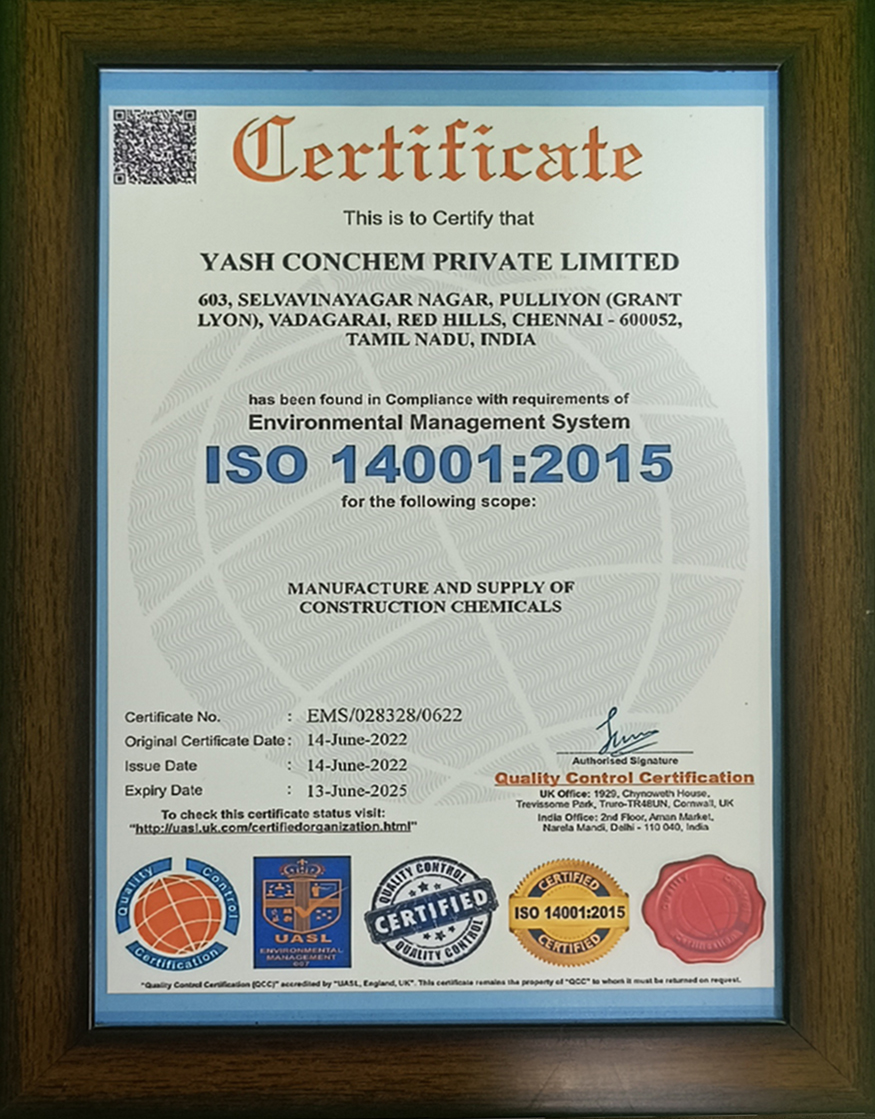 Certificate
This is to Certify that
YASH CONCHEM PRIVATE LIMITED
603, SELVAVINAYAGAR NAGAR, PULLIYON (GRANT
LYON), VADAGARAI, RED HILLS, CHENNAI - 600052,
TAMIL NADU, INDIA
has been found in Compliance with requirements of
Environmental Management System
ISO 14001:2015
for the following scope:
MANUFACTURE AND SUPPLY OF
CONSTRUCTION CHEMICALS
Certificate No. : EMS/028328/0622
Original Certificate Date : 14-June-2022
Issue Date : 14-June-2022
Expiry Date : 13-June-2025
To check this certificate status visit:
"http://uasl.uk.com/certifiedorganization.html"
Authorised Signature
Quality Control Certification
UK Office: 1929, Chynoweth House,
Trevissome Park, Truro-TR48UN, Cornwall, UK
India Office: 2nd Floor, Aman Market,
Narela Mandi, Delhi - 110 040, India
Quality Control
Certification
UASL
ENVIRONMENTAL
MANAGEMENT
QUALITY CONTROL
CERTIFIED
QUALITY CONTROL
CERTIFIED
ISO 14001:2015
CERTIFIED
"Quality Control Certification (QCC)" accredited by "UASL, England, UK". This certificate remains the property of "QCC" to whom it must be returned on request.